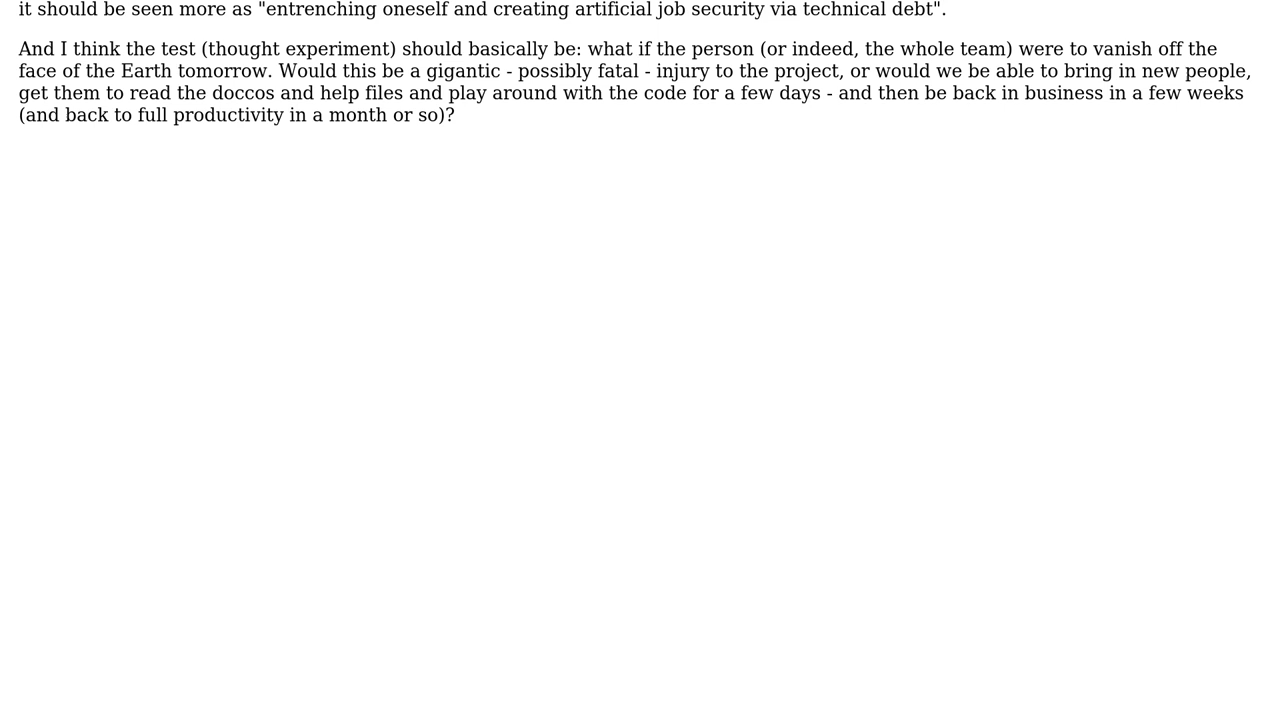 it should be seen more as "entrenching oneself and creating artificial job security via technical debt".
And I think the test (thought experiment) should basically be: what if the person (or indeed, the whole team) were to vanish off the
face of the Earth tomorrow. Would this be a gigantic - possibly fatal - injury to the project, or would we be able to bring in new people,
get them to read the doccos and help files and play around with the code for a few days - and then be back in business in a few weeks
(and back to full productivity in a month or so)?